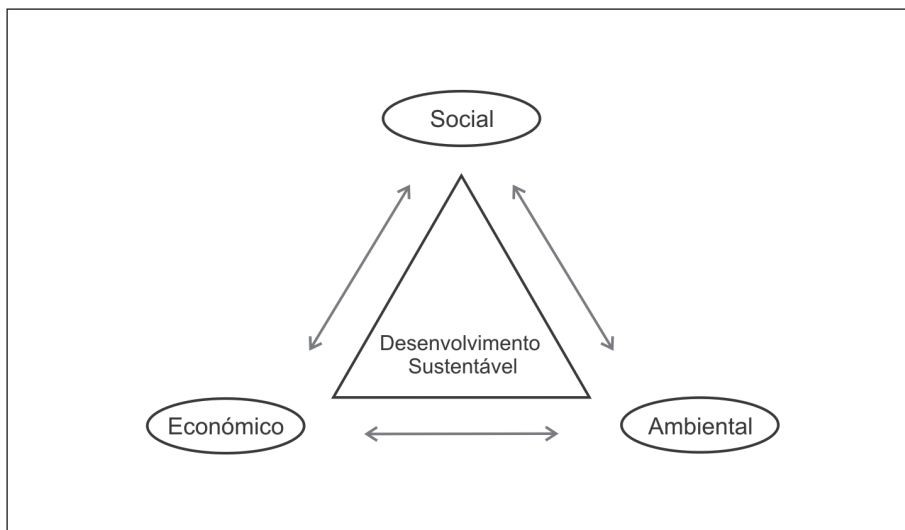 Social
Desenvolvimento
Sustentável
Económico
Ambiental